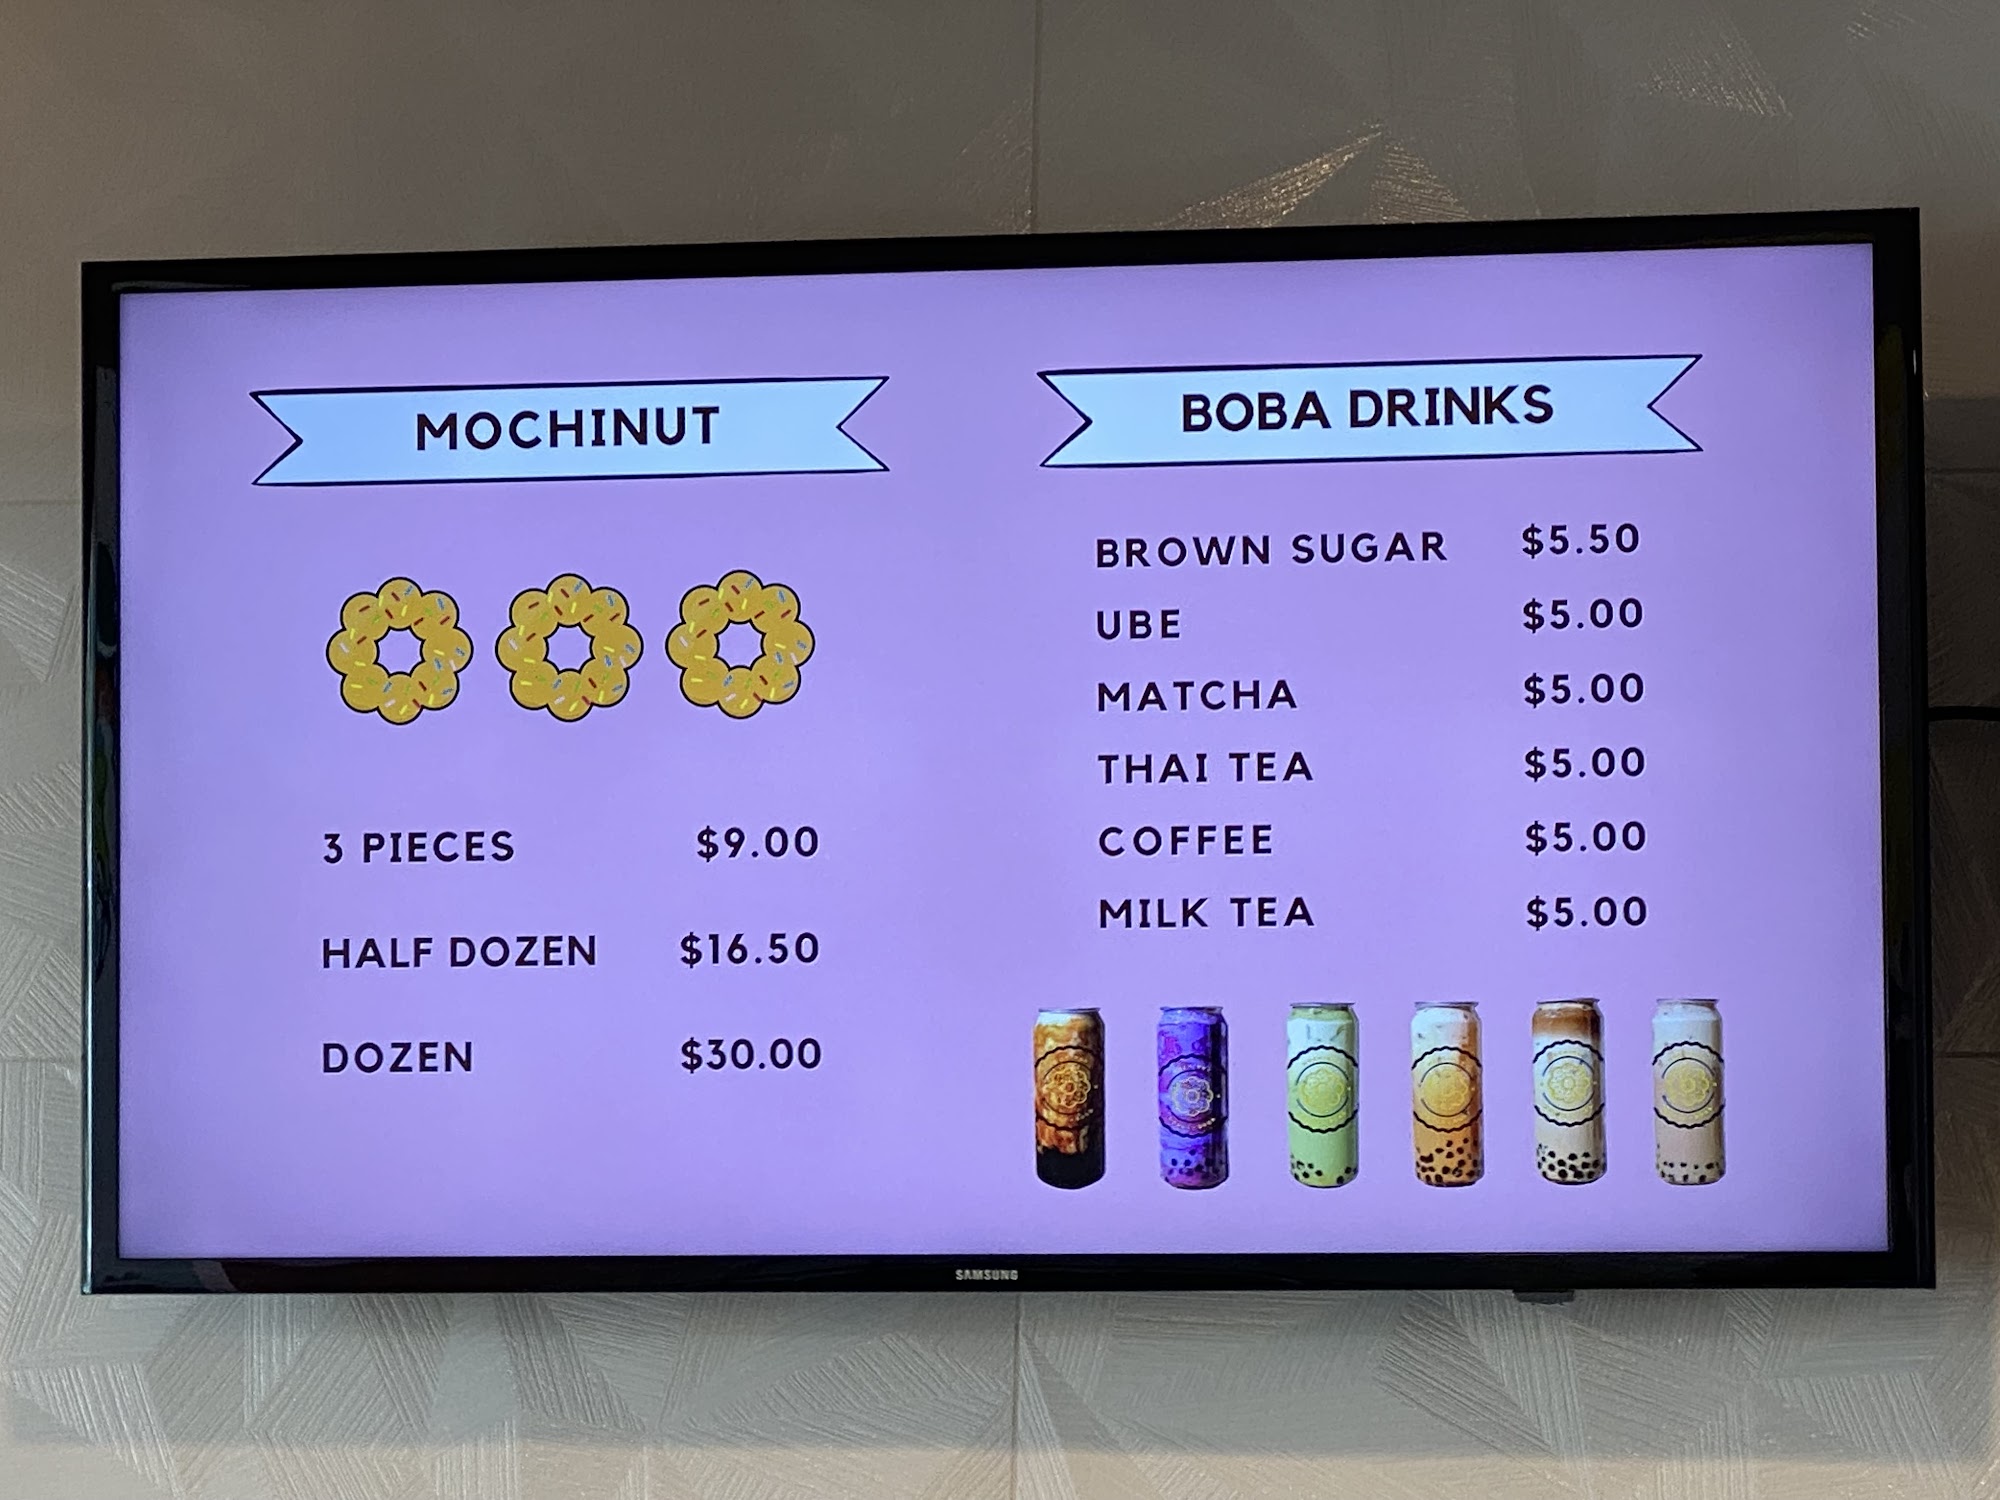 MOCHINUT
3 PIECES $9.00
HALF DOZEN $16.50
DOZEN $30.00
BOBA DRINKS
BROWN SUGAR $5.50
UBE $5.00
MATCHA $5.00
THAI TEA $5.00
COFFEE $5.00
MILK TEA $5.00
SAMSUNG